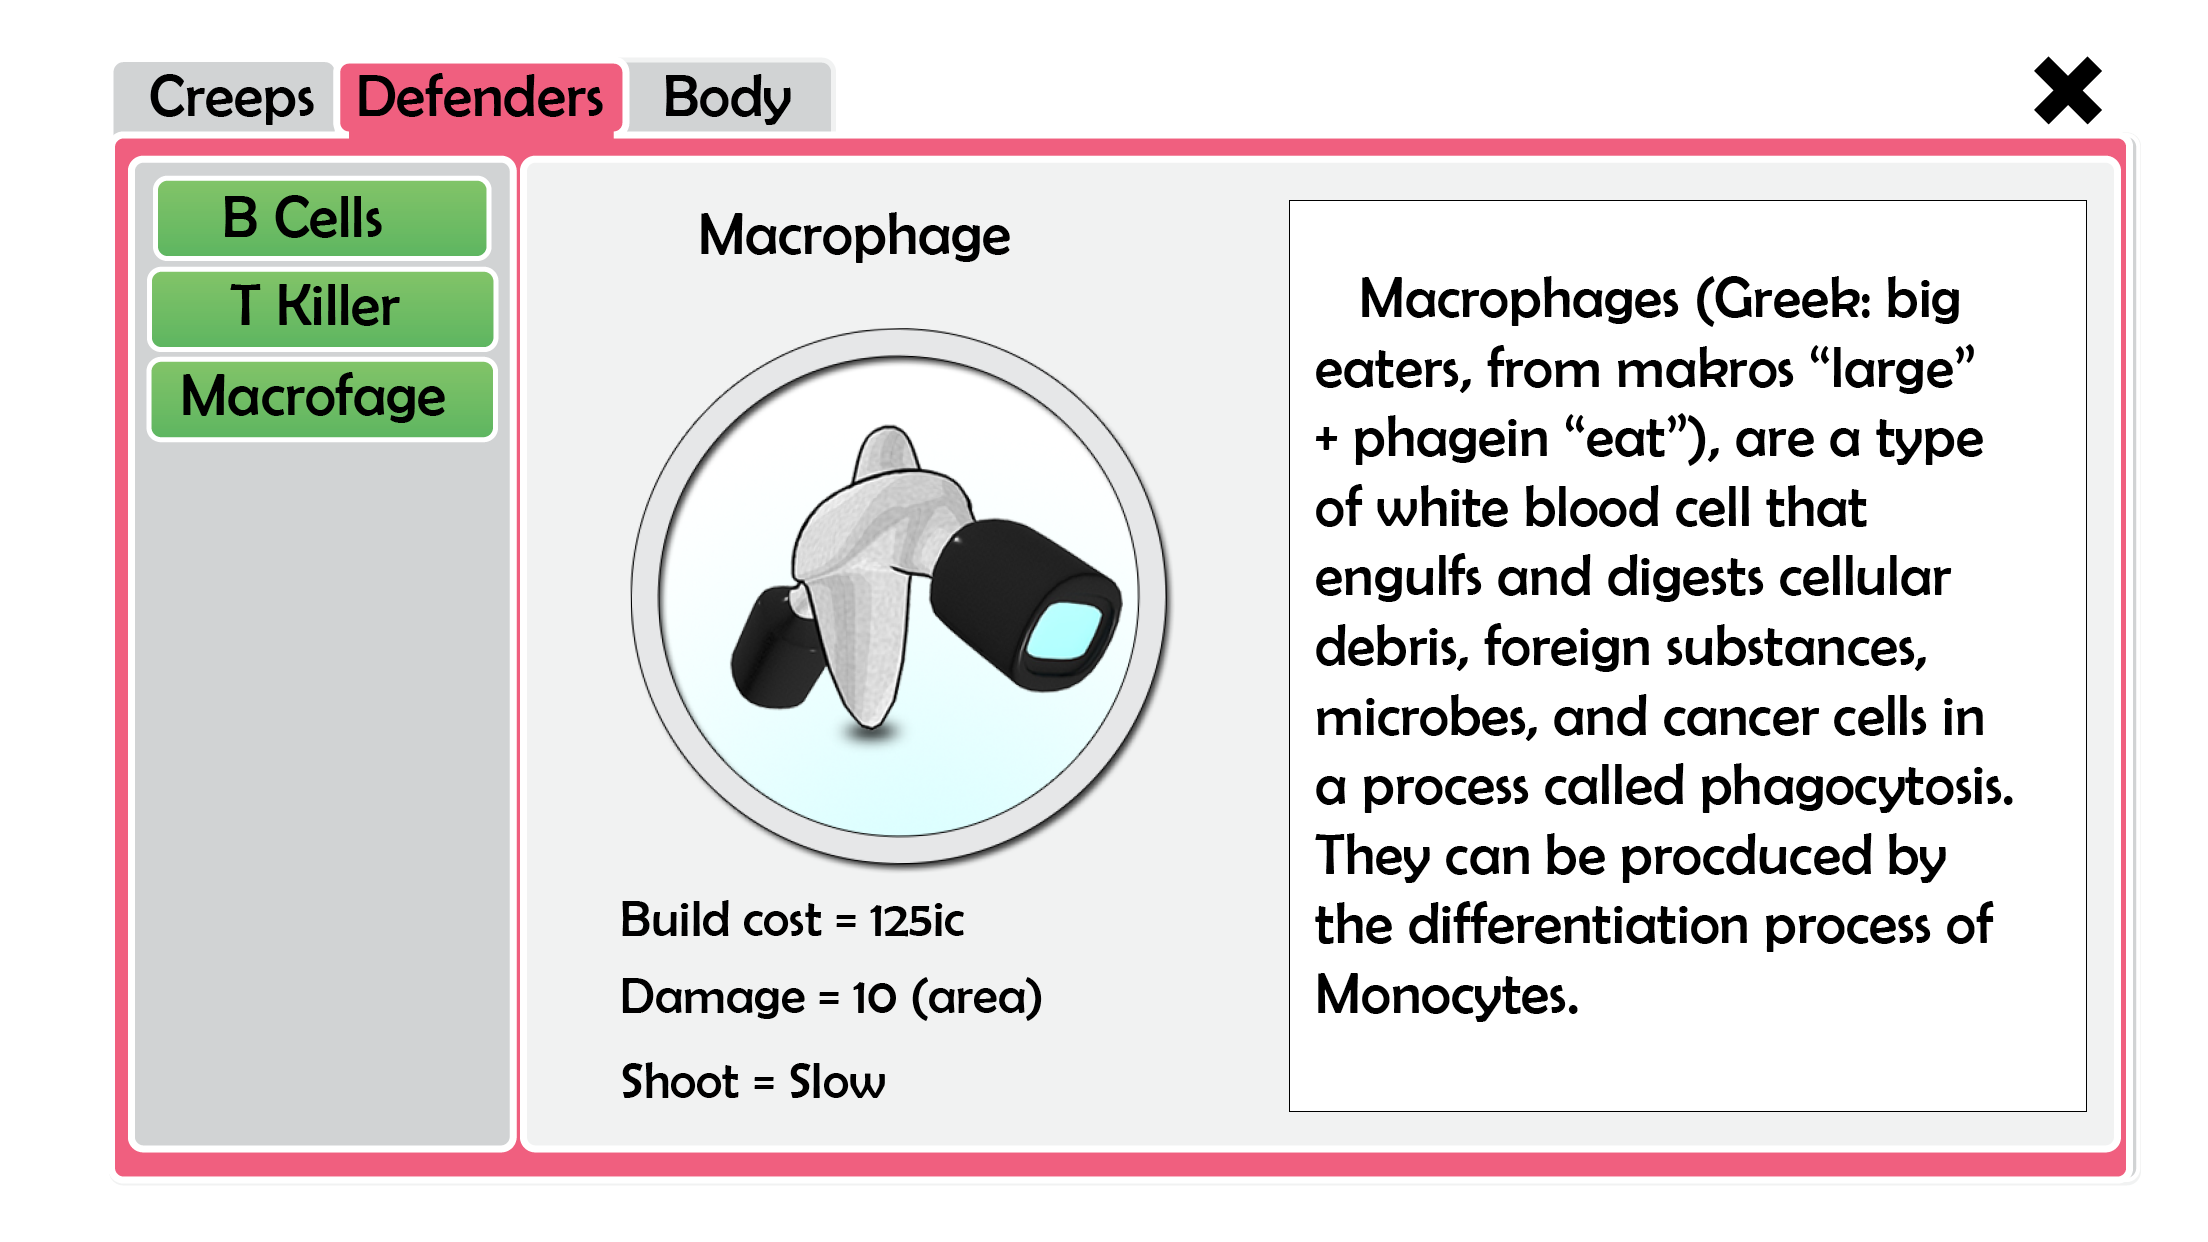 Creeps
Defenders
Body
B Cells
T Killer
Macrofage
Macrophage
Build cost = 125ic
Damage = 10 (area)
Shoot = Slow
Macrophages (Greek: big
eaters, from makros “large”
+ phagein “eat”), are a type
of white blood cell that
engulfs and digests cellular
debris, foreign substances,
microbes, and cancer cells in
a process called phagocytosis.
They can be procduced by
the differentiation process of
Monocytes.